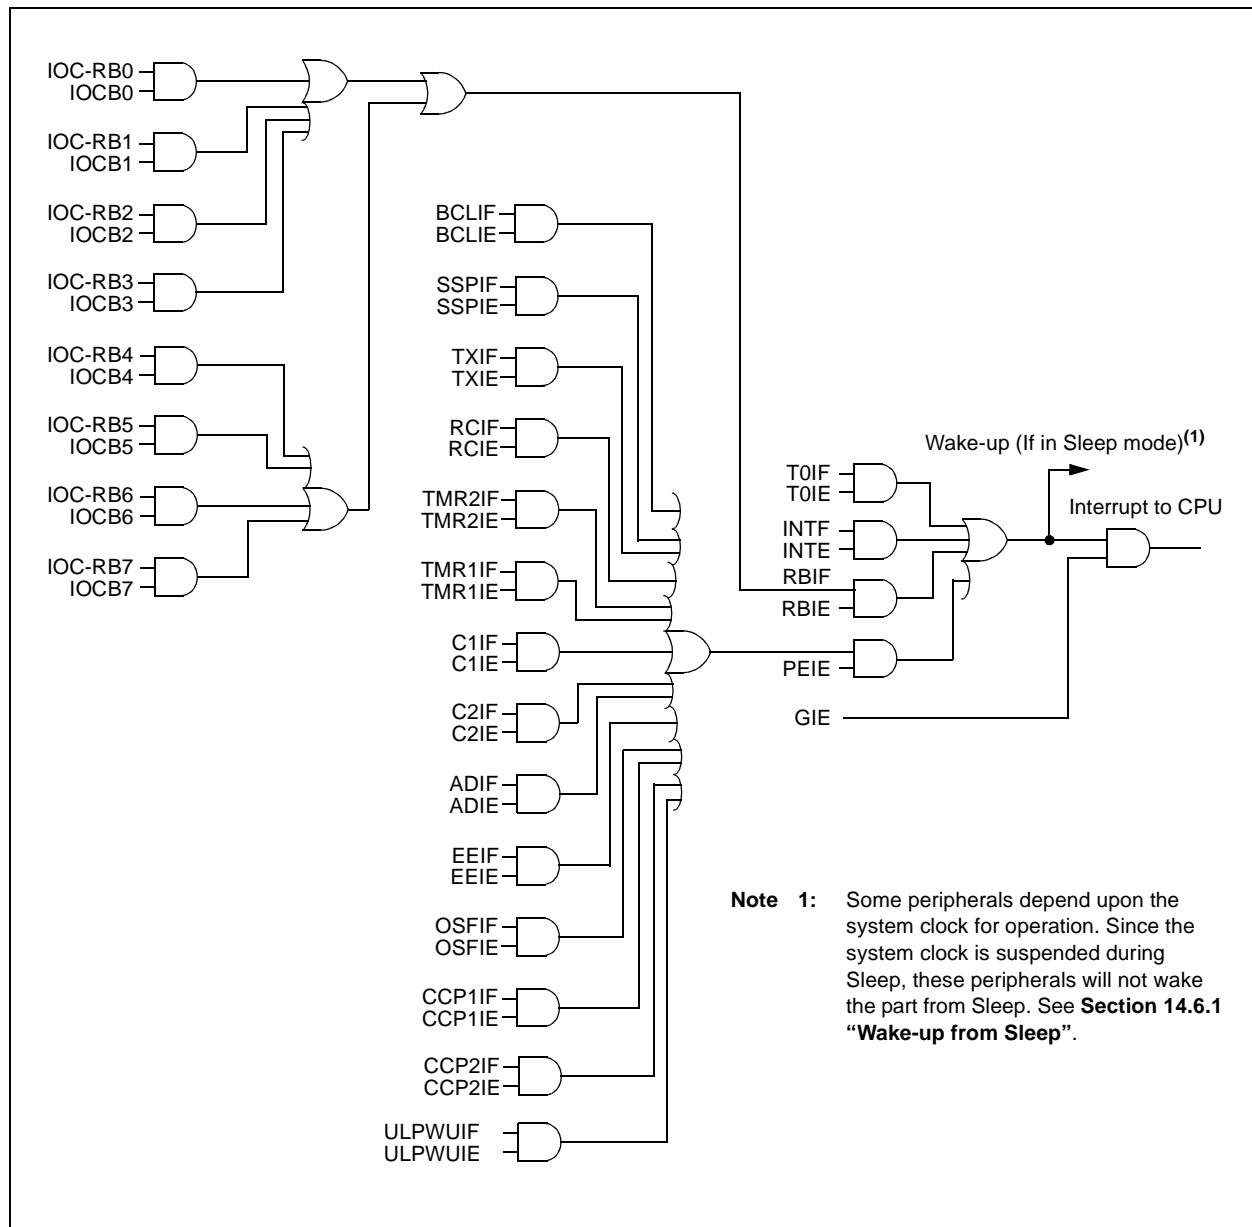 IOC-RB0
IOCB0
IOC-RB1
IOCB1
IOC-RB2
IOCB2
IOC-RB3
IOCB3
IOC-RB4
IOCB4
IOC-RB5
IOCB5
IOC-RB6
IOCB6
IOC-RB7
IOCB7
BCLIF
BCLIE
SSPIF
SSPIE
TXIF
TXIE
RCIF
RCIE
TMR2IF
TMR2IE
TMR1IF
TMR1IE
C1IF
C1IE
C2IF
C2IE
ADIF
ADIE
EEIF
EEIE
OSFIF
OSFIE
CCP1IF
CCP1IE
CCP2IF
CCP2IE
ULPWUIF
ULPWUIE
T0IF
T0IE
INTF
INTE
RBIF
RBIE
PEIE
GIE
Wake-up (If in Sleep mode)(1)
Interrupt to CPU
Note 1: Some peripherals depend upon the
system clock for operation. Since the
system clock is suspended during
Sleep, these peripherals will not wake
the part from Sleep. See Section 14.6.1
“Wake-up from Sleep”.